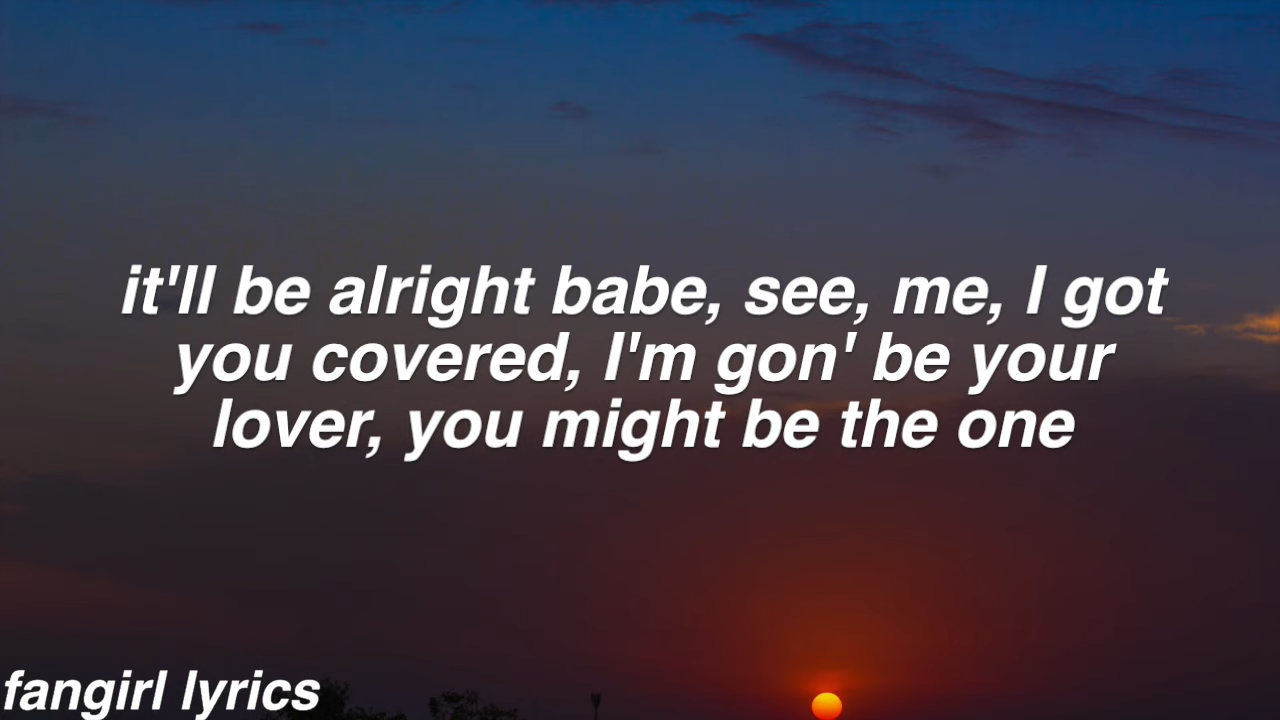 it'll be alright babe, see, me, I got
you covered, I'm gon' be your
lover, you might be the one
fangirl lyrics